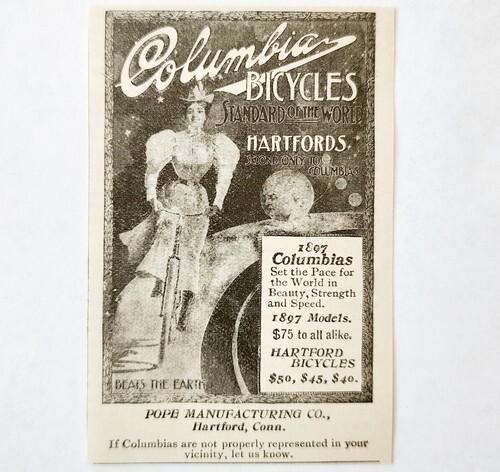 Columbia
BICYCLES
STANDARD OF THE WORLD
HARTFORDS.
SECOND ONLY TO
COLUMBIAS
1897
Columbias
Set the Pace for
the World in
Beauty, Strength
and Speed.
1897 Models.
$75 to all alike.
HARTFORD
BICYCLES
$50, $45, $40.
BEATS THE EARTH
POPE MANUFACTURING CO.,
Hartford, Conn.
If Columbias are not properly represented in your
vicinity, let us know.